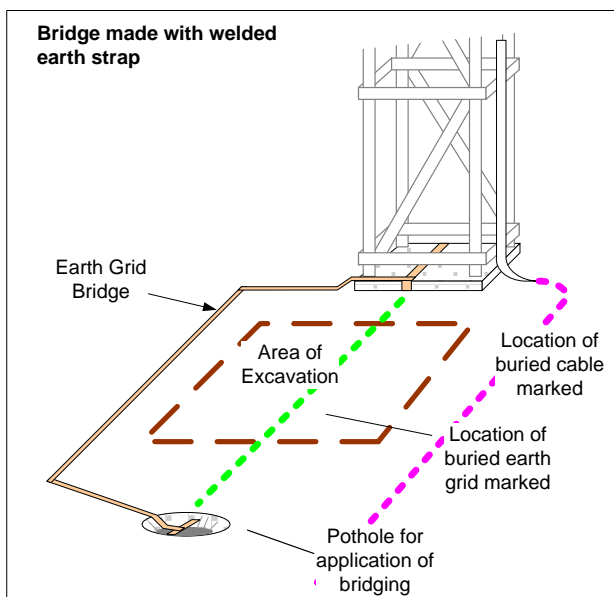 Bridge made with welded
earth strap
Earth Grid
Bridge
Area of
Excavation
Location of
buried cable
marked
Location of
buried earth
grid marked
Pothole for
application of
bridging